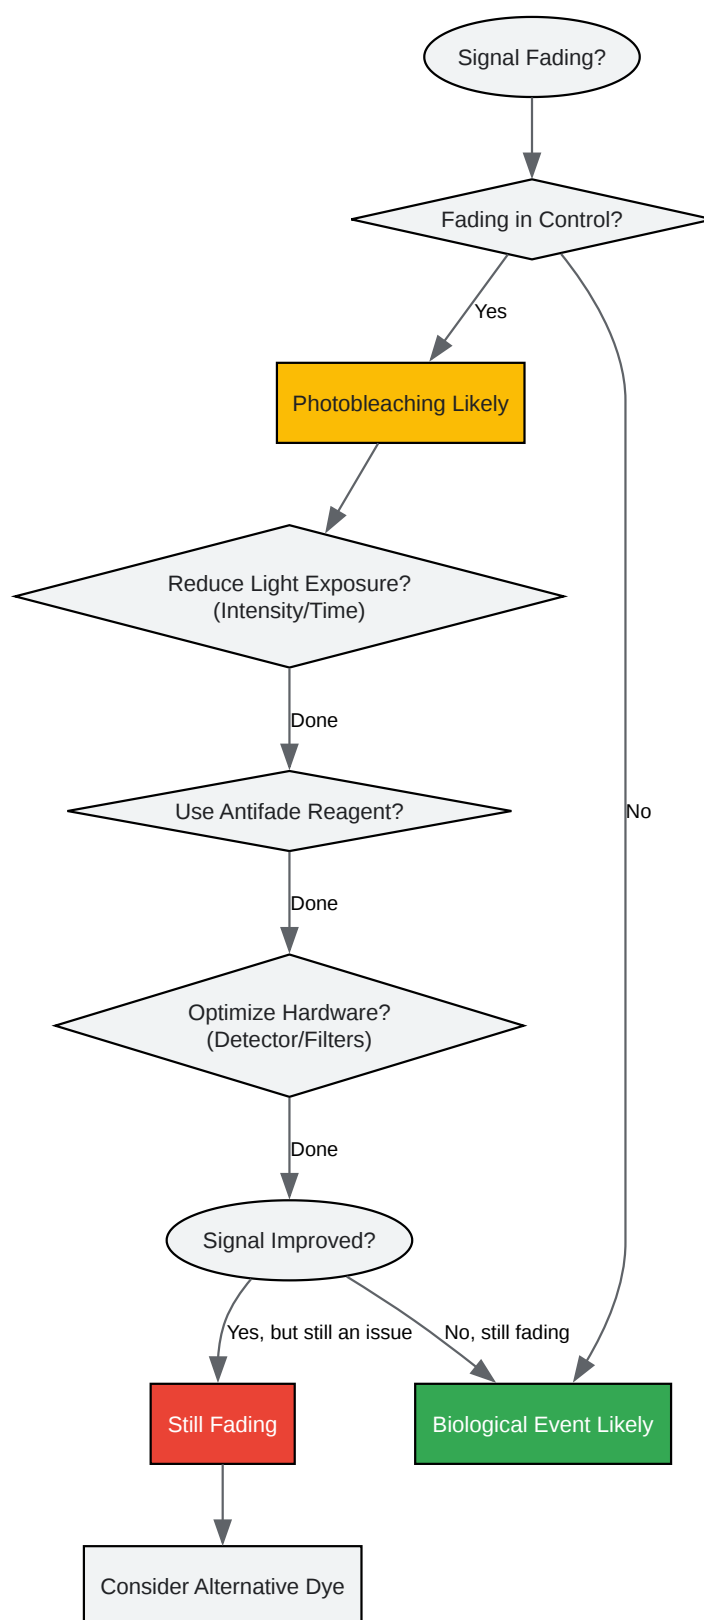 Signal Fading?
Fading in Control?
Yes
Photobleaching Likely
Reduce Light Exposure?
(Intensity/Time)
Done
Use Antifade Reagent?
No
Done
Optimize Hardware?
(Detector/Filters)
Done
Signal Improved?
Yes, but still an issue
No, still fading
Still Fading
Biological Event Likely
Consider Alternative Dye